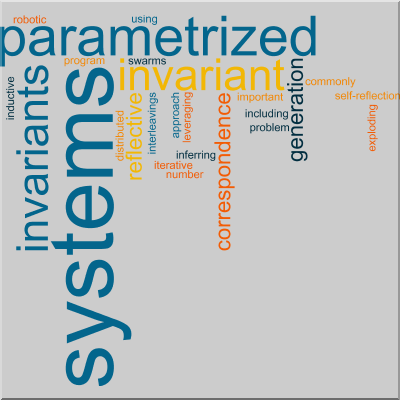 robotic
using
parametrized
program
swarms
invariant
commonly
inductive
invariants
systems
distributed
reflective
interleavings
approach
leveraging
correspondence
important
self-reflection
including
problem
generation
exploding
inferring
iterative
number